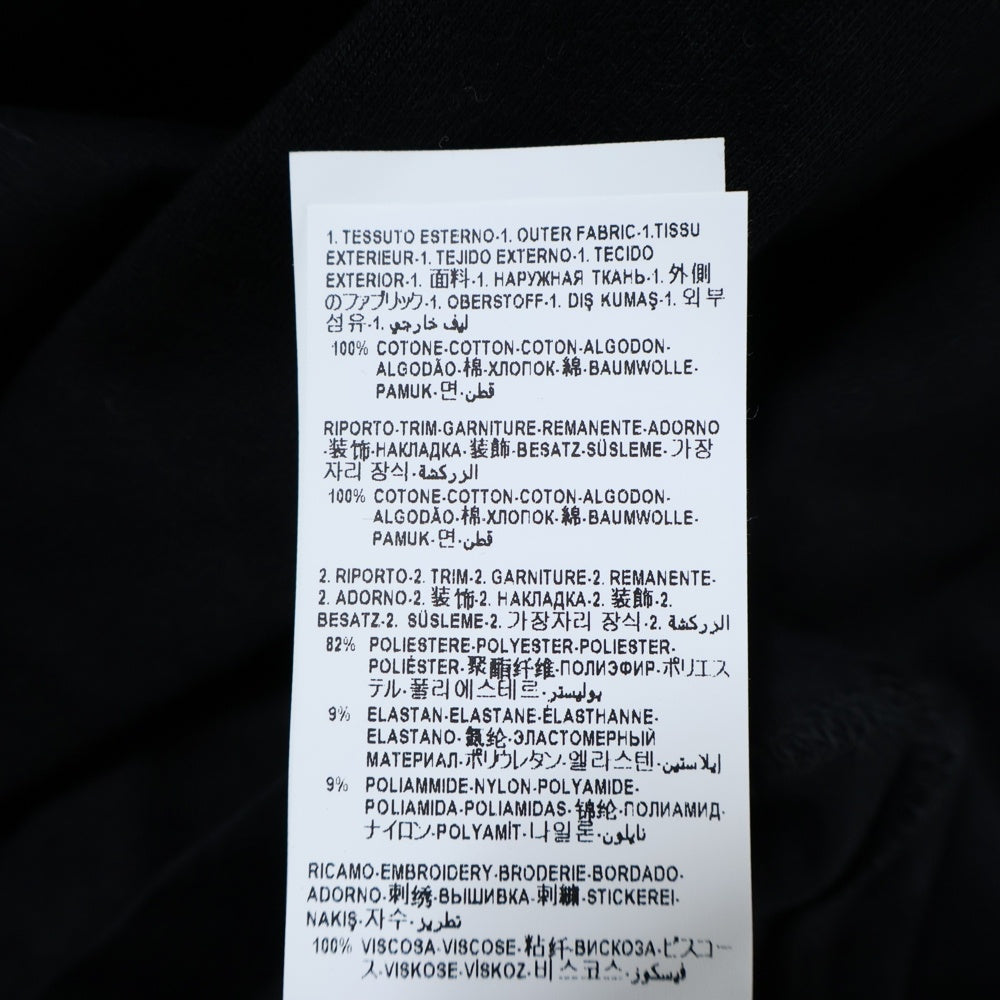 1. TESSUTO ESTERNO-1. OUTER FABRIC-1.TISSU
EXTERIEUR-1. TEJIDO EXTERNO-1. TECIDO
EXTERIOR-1. 面料-1. НАРУЖНАЯ ТКАНЬ-1. 外側
のファブリック-1. OBERSTOFF-1. DIŞ KUMAŞ-1. 외부
섬유-1. ليف خارجي
100% COTONE-COTTON-COTON-ALGODON-
ALGODÃO-棉-ХЛОПОК-綿-BAUMWOLLE-
PAMUK-면-قطن
RIPORTO-TRIM-GARNITURE-REMANENTE-ADORNO
-装饰-НАКЛАДКА-装飾-BESATZ-SÜSLEME-가장
자리 장식-الزركشة
100% COTONE-COTTON-COTON-ALGODON-
ALGODÃO-棉-ХЛОПОК-綿-BAUMWOLLE-
PAMUK-면-قطن
2. RIPORTO-2. TRIM-2. GARNITURE-2. REMANENTE-
2. ADORNO-2. 装饰-2. НАКЛАДКА-2. 装飾-2.
BESATZ-2. SÜSLEME-2. 가장자리 장식-2. الزركشة
82% POLIESTERE-POLYESTER-POLIESTER-
POLIÉSTER-聚酯纤维-ПОЛИЭФИР-ポリエス
テル-폴리에스테르-بوليستر
9% ELASTAN-ELASTANE-ÉLASTHANNE-
ELASTANO-氨纶-ЭЛАСТОМЕРНЫЙ
МАТЕРИАЛ-ポリウレタン-엘라스텐-إيلاستين
9% POLIAMMIDE-NYLON-POLYAMIDE-
POLIAMIDA-POLIAMIDAS-锦纶-ПОЛИАМИД-
ナイロン-POLYAMİT-나일론-نايلون
RICAMO-EMBROIDERY-BRODERIE-BORDADO-
ADORNO-刺绣-ВЫШИВКА-刺繍-STICKEREI-
NAKIŞ-자수-تطريز
100% VISCOSA-VISCOSE-粘纤-ВИСКОЗА-ビスコー
ス-VISKOSE-VİSKOZ-비스코스-فيسكوز